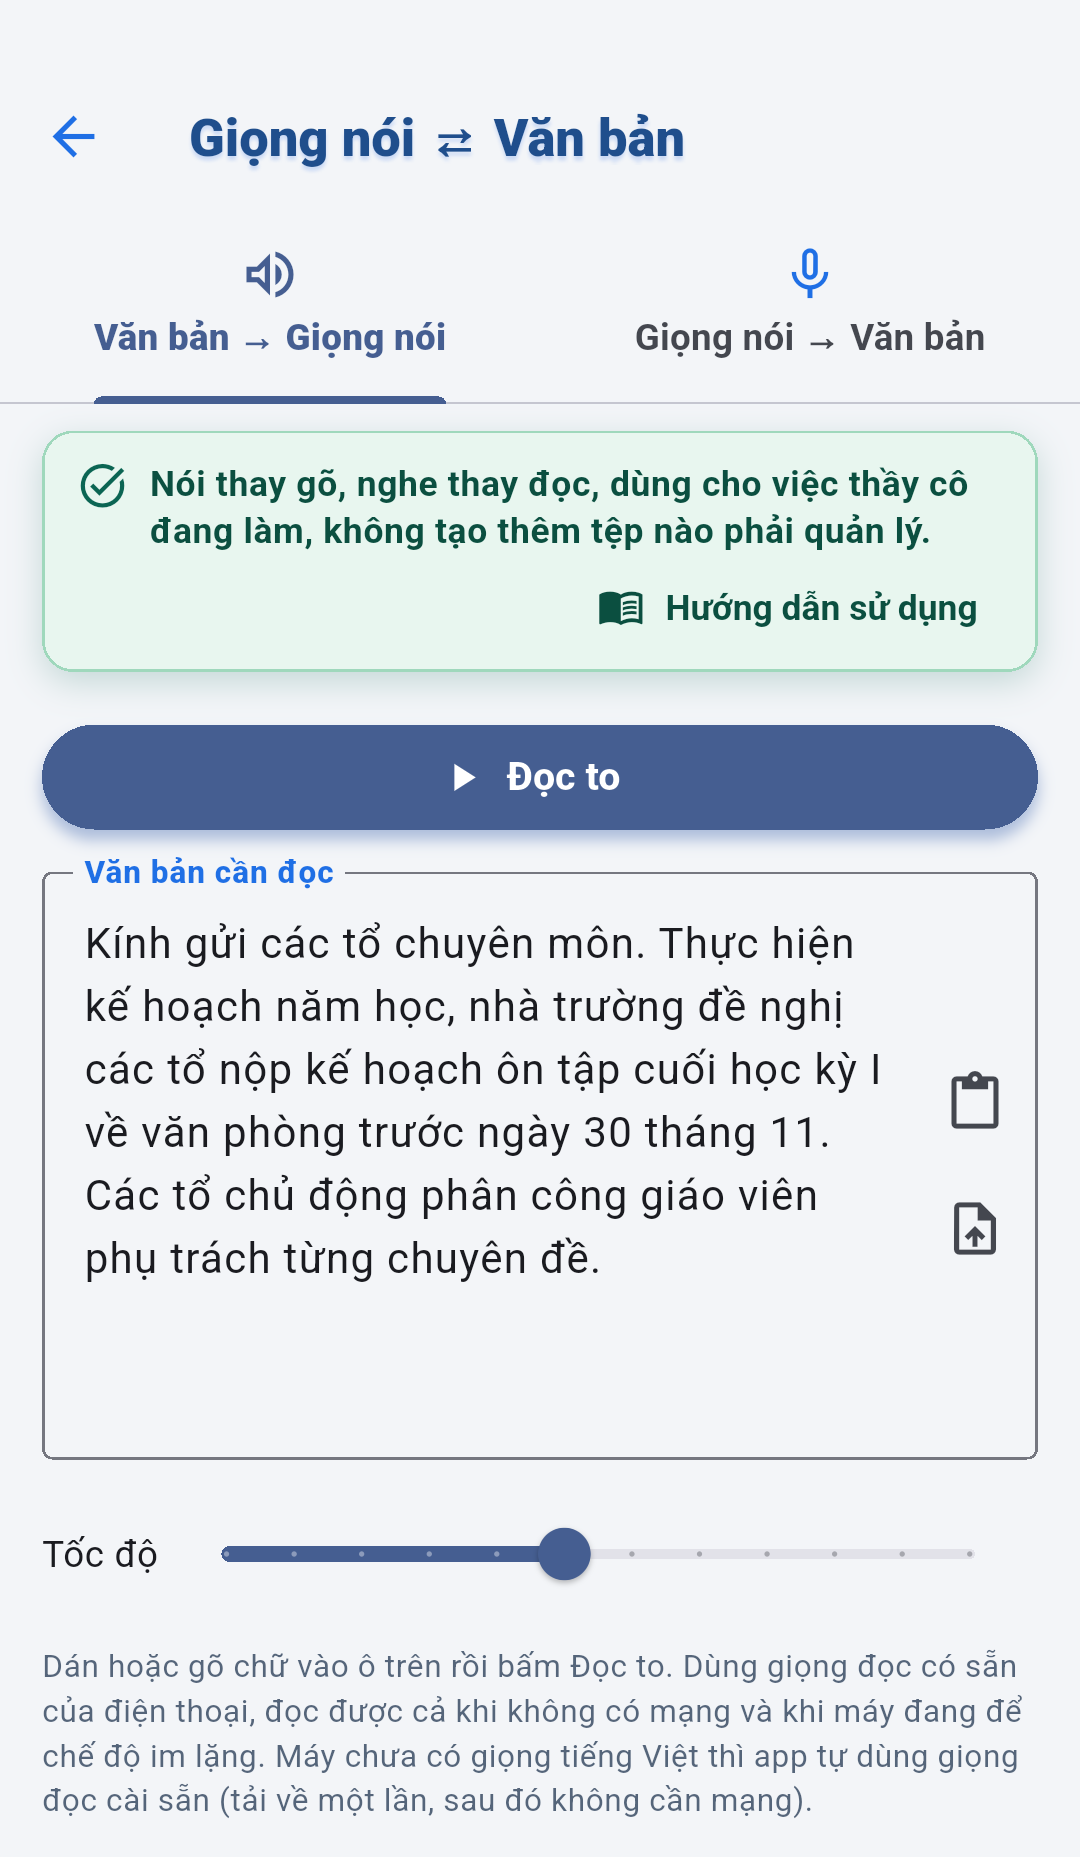 Giọng nói ⇄ Văn bản
Văn bản → Giọng nói
Giọng nói → Văn bản
Nói thay gõ, nghe thay đọc, dùng cho việc thầy cô
đang làm, không tạo thêm tệp nào phải quản lý.
Hướng dẫn sử dụng
Đọc to
Văn bản cần đọc
Kính gửi các tổ chuyên môn. Thực hiện
kế hoạch năm học, nhà trường đề nghị
các tổ nộp kế hoạch ôn tập cuối học kỳ I
về văn phòng trước ngày 30 tháng 11.
Các tổ chủ động phân công giáo viên
phụ trách từng chuyên đề.
Tốc độ
Dán hoặc gõ chữ vào ô trên rồi bấm Đọc to. Dùng giọng đọc có sẵn
của điện thoại, đọc được cả khi không có mạng và khi máy đang để
chế độ im lặng. Máy chưa có giọng tiếng Việt thì app tự dùng giọng
đọc cài sẵn (tải về một lần, sau đó không cần mạng).